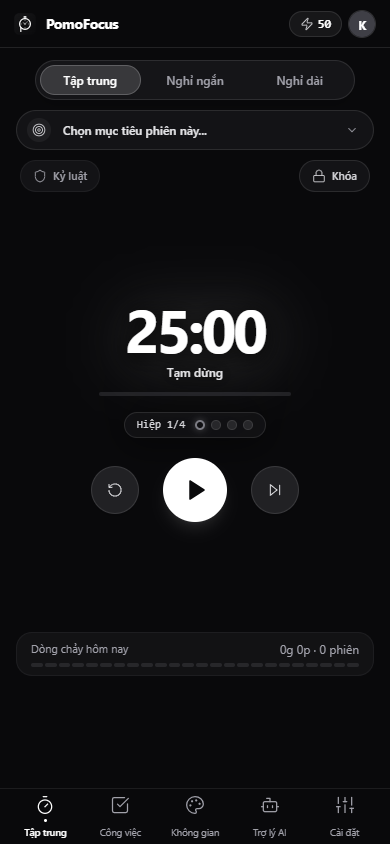 PomoFocus
50
K
Tập trung
Nghỉ ngắn
Nghỉ dài
Chọn mục tiêu phiên này...
Kỷ luật
Khóa
25:00
Tạm dừng
Hiệp 1/4
Dòng chảy hôm nay
0g 0p · 0 phiên
Tập trung
Công việc
Không gian
Trợ lý AI
Cài đặt